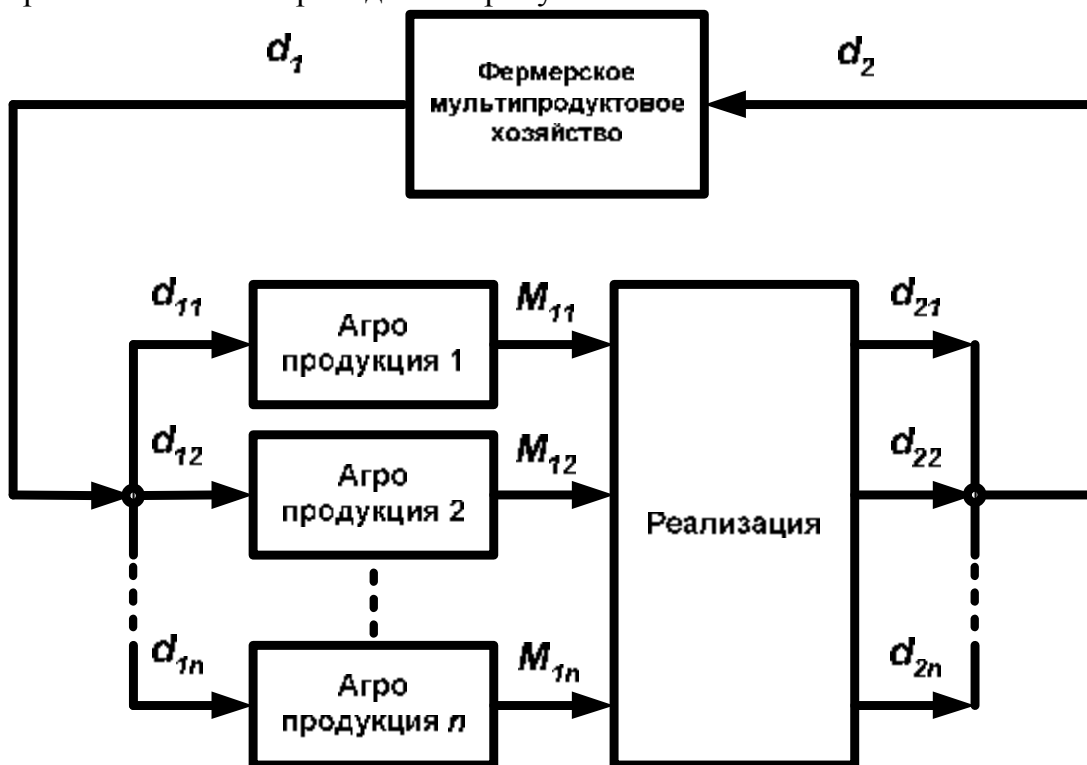 d1
Фермерское
мультипродуктовое
хозяйство
d2
d11
Агро
продукция 1
M11
d21
d12
Агро
продукция 2
M12
Реализация
d22
d1n
Агро
продукция n
M1n
d2n